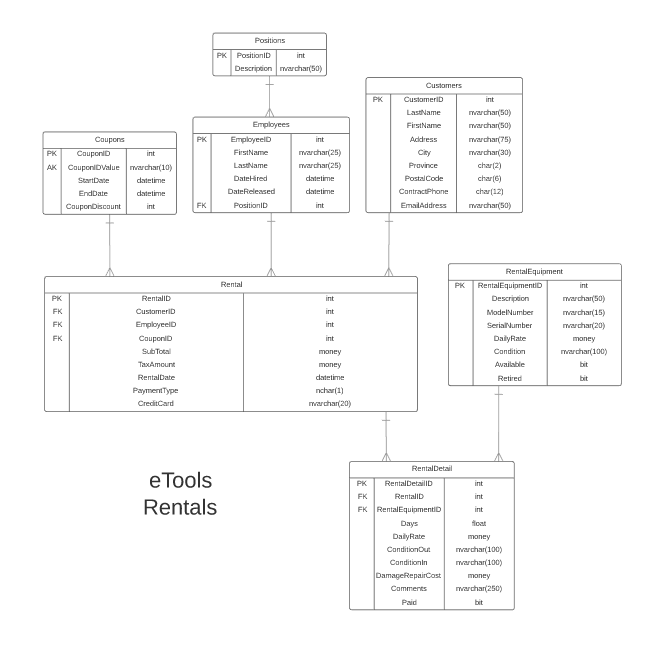 Positions
PK PositionID int
Description nvarchar(50)
Customers
PK CustomerID int
LastName nvarchar(50)
FirstName nvarchar(50)
Address nvarchar(75)
City nvarchar(30)
Province char(2)
PostalCode char(6)
ContractPhone char(12)
EmailAddress nvarchar(50)
Employees
PK EmployeeID int
FirstName nvarchar(25)
LastName nvarchar(25)
DateHired datetime
DateReleased datetime
FK PositionID int
Coupons
PK CouponID int
AK CouponIDValue nvarchar(10)
StartDate datetime
EndDate datetime
CouponDiscount int
Rental
PK RentalID int
FK CustomerID int
FK EmployeeID int
FK CouponID int
SubTotal money
TaxAmount money
RentalDate datetime
PaymentType nchar(1)
CreditCard nvarchar(20)
RentalEquipment
PK RentalEquipmentID int
Description nvarchar(50)
ModelNumber nvarchar(15)
SerialNumber nvarchar(20)
DailyRate money
Condition nvarchar(100)
Available bit
Retired bit
eTools
Rentals
RentalDetail
PK RentalDetailID int
FK RentalID int
FK RentalEquipmentID int
Days float
DailyRate money
ConditionOut nvarchar(100)
ConditionIn nvarchar(100)
DamageRepairCost money
Comments nvarchar(250)
Paid bit